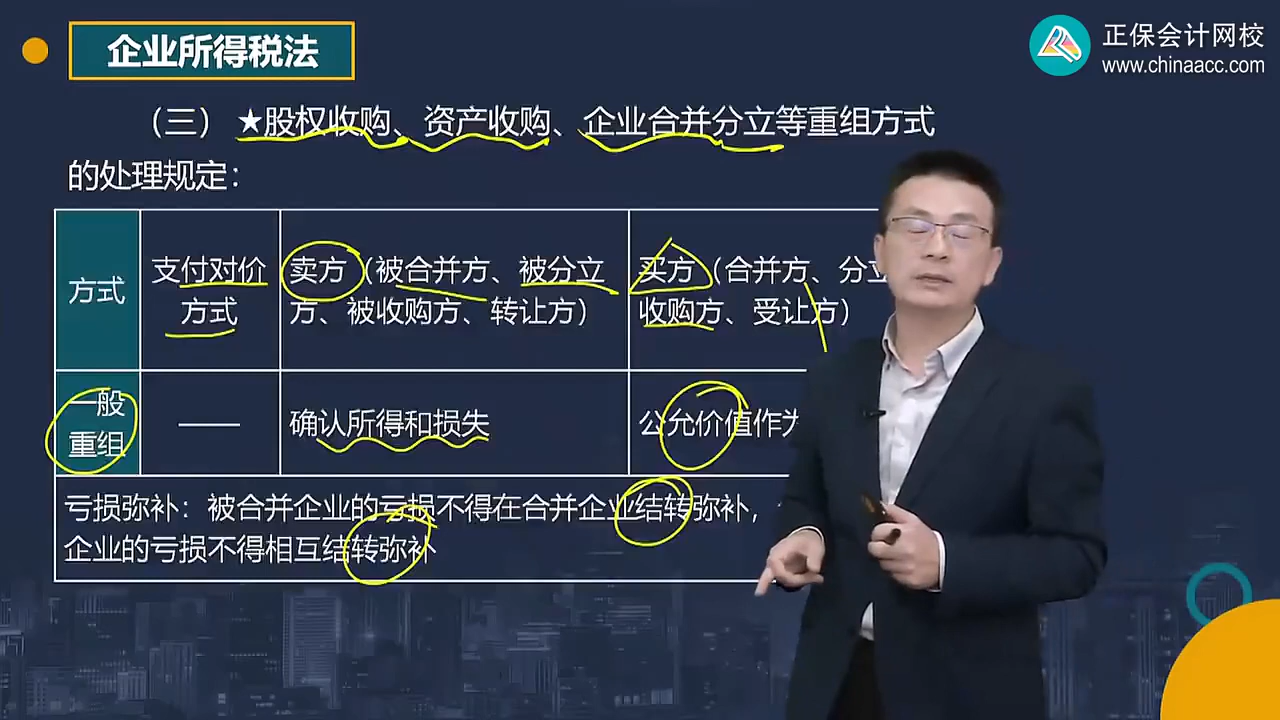 企业所得税法
正保会计网校
www.chinaacc.com
（三）★股权收购、资产收购、企业合并分立等重组方式
的处理规定：
方式
支付对价
方式
卖方（被合并方、被分立
方、被收购方、转让方）
买方（合并方、分立
收购方、受让方）
一般
重组
——
确认所得和损失
公允价值作为
亏损弥补：被合并企业的亏损不得在合并企业结转弥补，
企业的亏损不得相互结转弥补